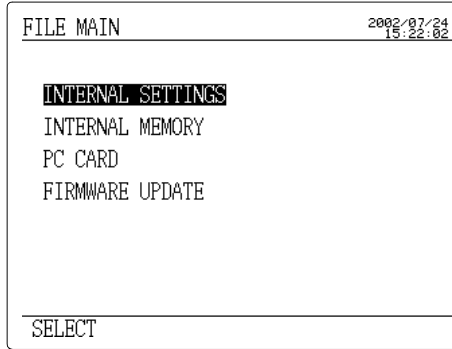 FILE MAIN
2002/07/24
15:22:02
INTERNAL SETTINGS
INTERNAL MEMORY
PC CARD
FIRMWARE UPDATE
SELECT